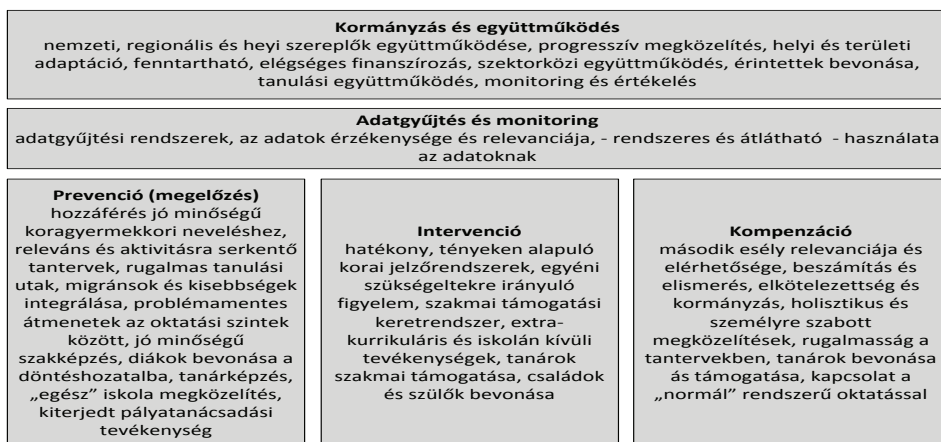 Kormányzás és együttműködés
nemzeti, regionális és heyi szereplők együttműködése, progresszív megközelítés, helyi és területi
adaptáció, fenntartható, elégséges finanszírozás, szektorközi együttműködés, érintettek bevonása,
tanulási együttműködés, monitoring és értékelés
Adatgyűjtés és monitoring
adatgyűjtési rendszerek, az adatok érzékenysége és relevanciája, - rendszeres és átlátható - használata
az adatoknak
Prevenció (megelőzés)
hozzáférés jó minőségű
koragyermekkori neveléshez,
releváns és aktivitásra serkentő
tantervek, rugalmas tanulási
utak, migránsok és kisebbségek
integrálása, problémamentes
átmenetek az oktatási szintek
között, jó minőségű
szakképzés, diákok bevonása a
döntéshozatalba, tanárképzés,
„egész” iskola megközelítés,
kiterjedt pályatanácsadási
tevékenység
Intervenció
hatékony, tényeken alapuló
korai jelzőrendszerek, egyéni
szükségeltekre irányuló
figyelem, szakmai támogatási
keretrendszer, extra-
kurrikuláris és iskolán kívüli
tevékenységek, tanárok
szakmai támogatása, családok
és szülők bevonása
Kompenzáció
második esély relevanciája és
elérhetősége, beszámítás és
elismerés, elkötelezettség és
kormányzás, holisztikus és
személyre szabott
megközelítések, rugalmasság a
tantervekben, tanárok bevonása
ás támogatása, kapcsolat a
„normál” rendszerű oktatással